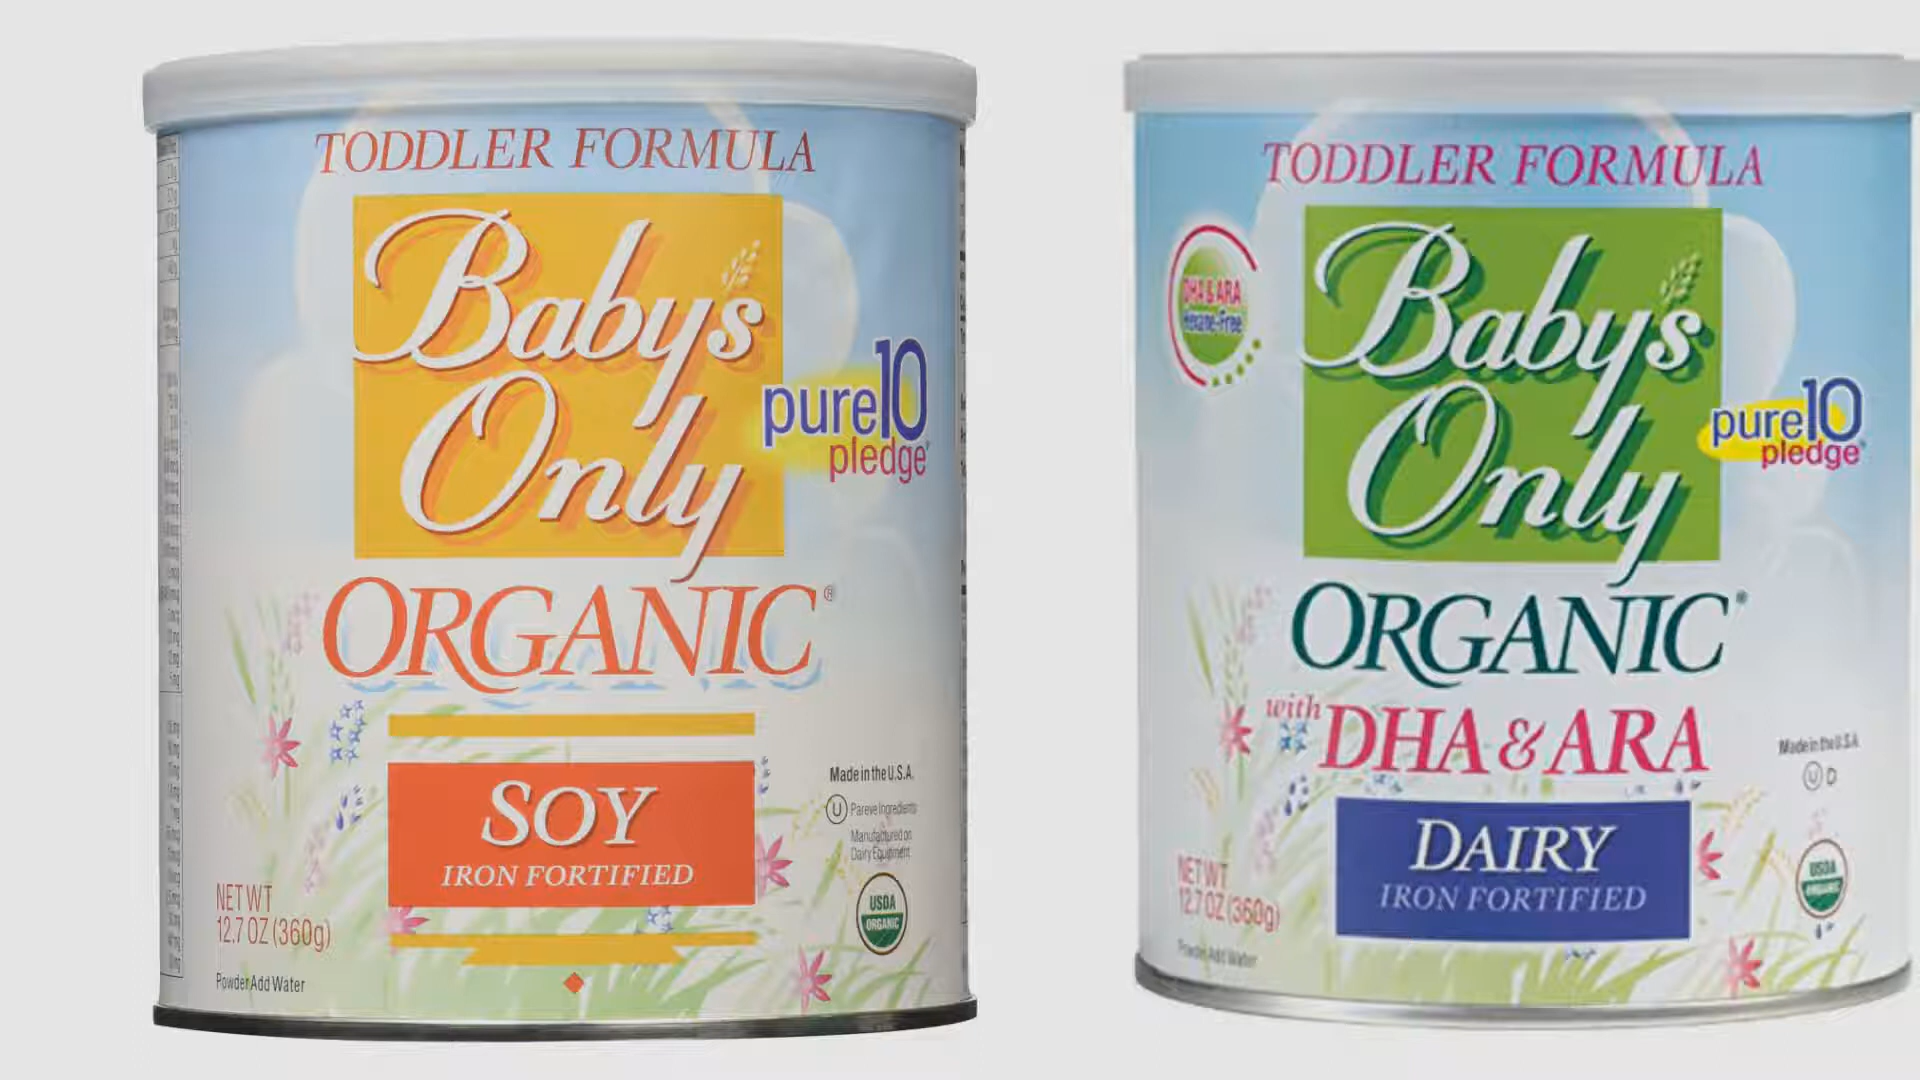 TODDLER FORMULA
Baby's
Only
pure10
pledge
ORGANIC®
SOY
IRON FORTIFIED
Made in the U.S.A.
U Pareve Ingredients
Manufactured on
Dairy Equipment
USDA
ORGANIC
NET WT
12.7 OZ (360g)
Powder Add Water
TODDLER FORMULA
DHA & ARA
Hexane-Free
Baby's
Only
pure10
pledge
ORGANIC
with DHA & ARA
Made in the U.S.A.
U D
DAIRY
IRON FORTIFIED
USDA
ORGANIC
NET WT
12.7 OZ (360g)
Powder Add Water